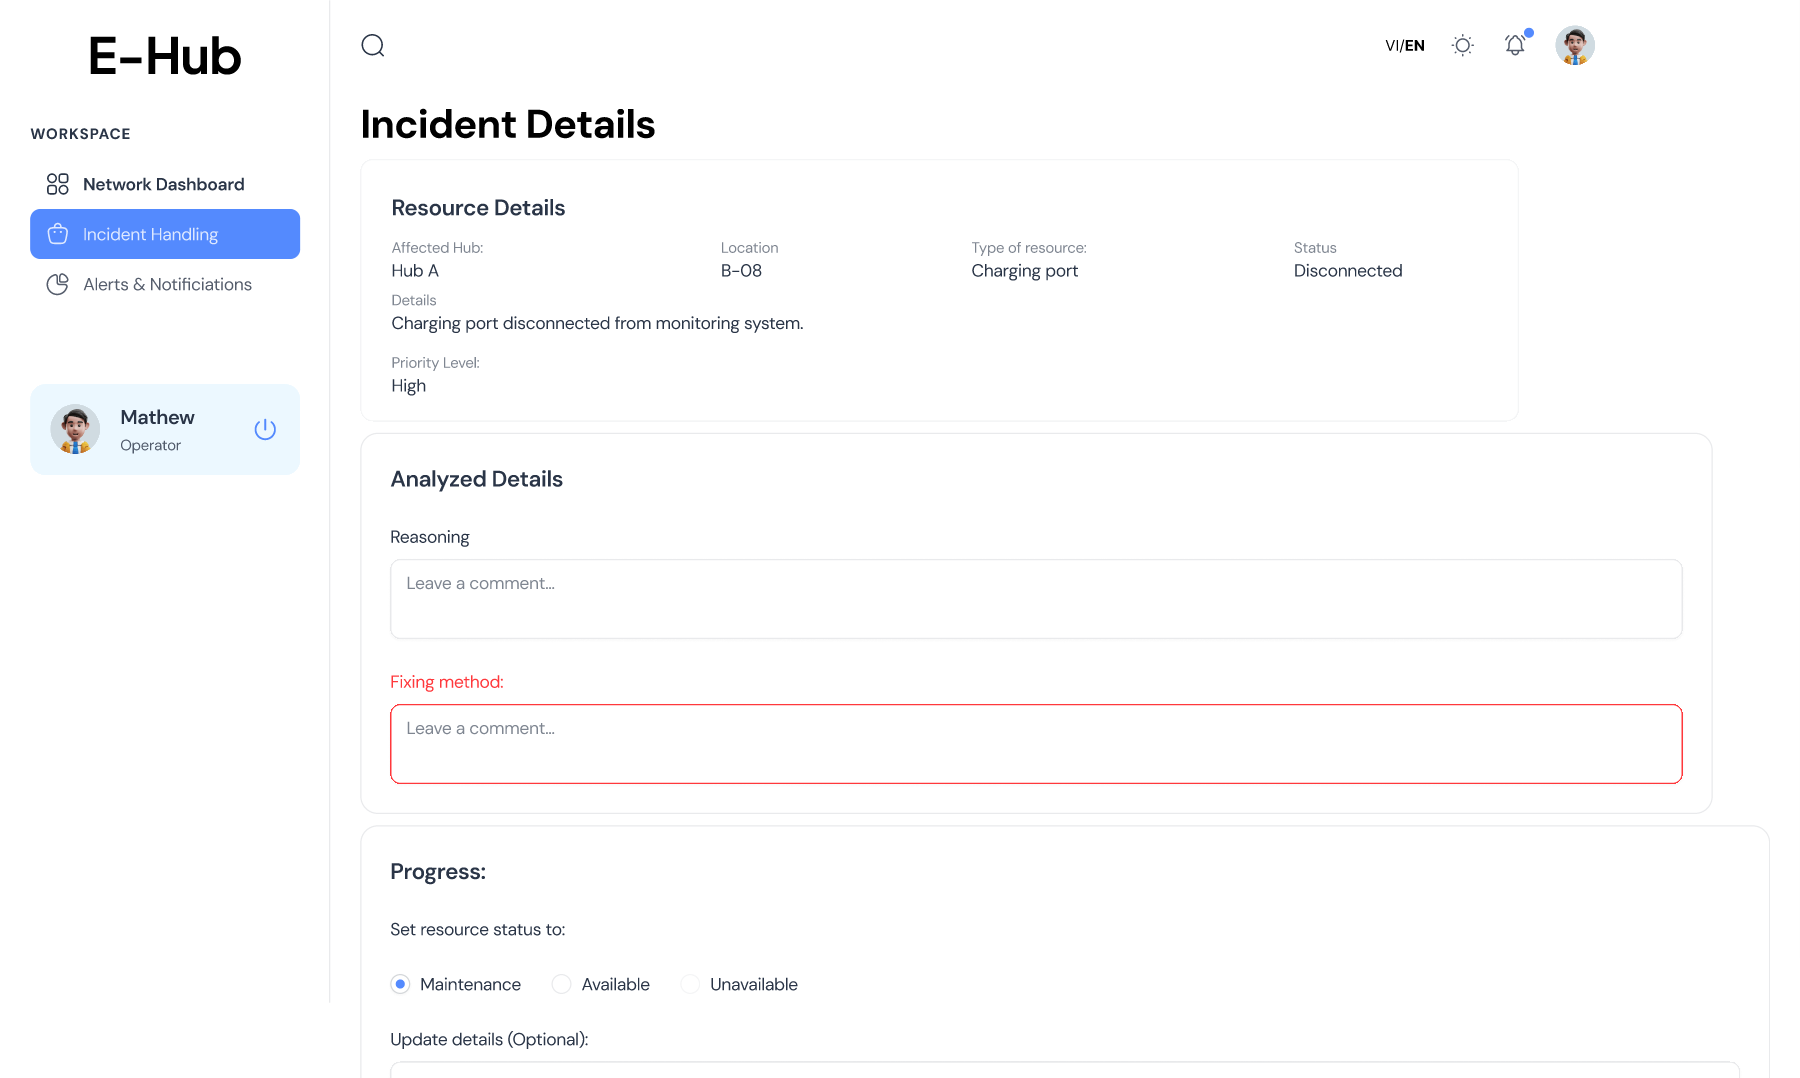 E-Hub
VI/EN
WORKSPACE
Network Dashboard
Incident Handling
Alerts & Notificiations
Mathew
Operator
Incident Details
Resource Details
Affected Hub:
Hub A
Location
B-08
Type of resource:
Charging port
Status
Disconnected
Details
Charging port disconnected from monitoring system.
Priority Level:
High
Analyzed Details
Reasoning
Leave a comment...
Fixing method:
Leave a comment...
Progress:
Set resource status to:
Maintenance
Available
Unavailable
Update details (Optional):